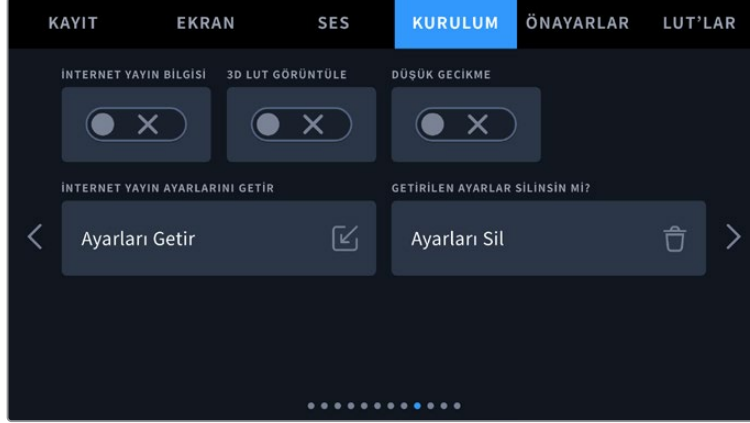 KAYIT EKRAN SES KURULUM ÖNAYARLAR LUT’LAR
İNTERNET YAYIN BİLGİSİ 3D LUT GÖRÜNTÜLE DÜŞÜK GECİKME
İNTERNET YAYIN AYARLARINI GETİR GETİRİLEN AYARLAR SİLİNSİN Mİ?
Ayarları Getir Ayarları Sil